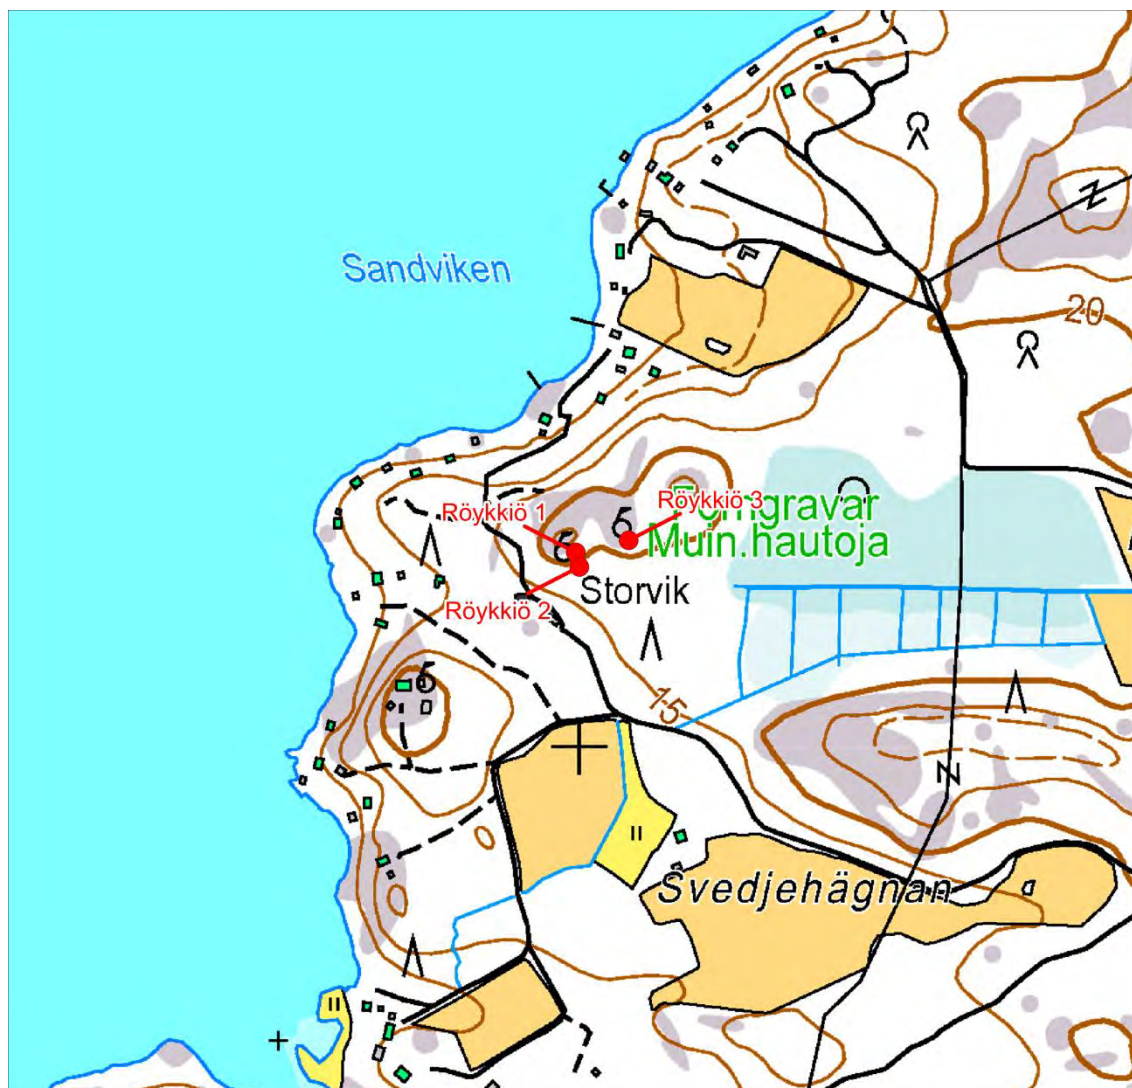 Sandviken
20
Forngravar
Röykkiö 3
Röykkiö 1
Muin.hautoja
Röykkiö 2
Storvik
15
Svedjehägnan